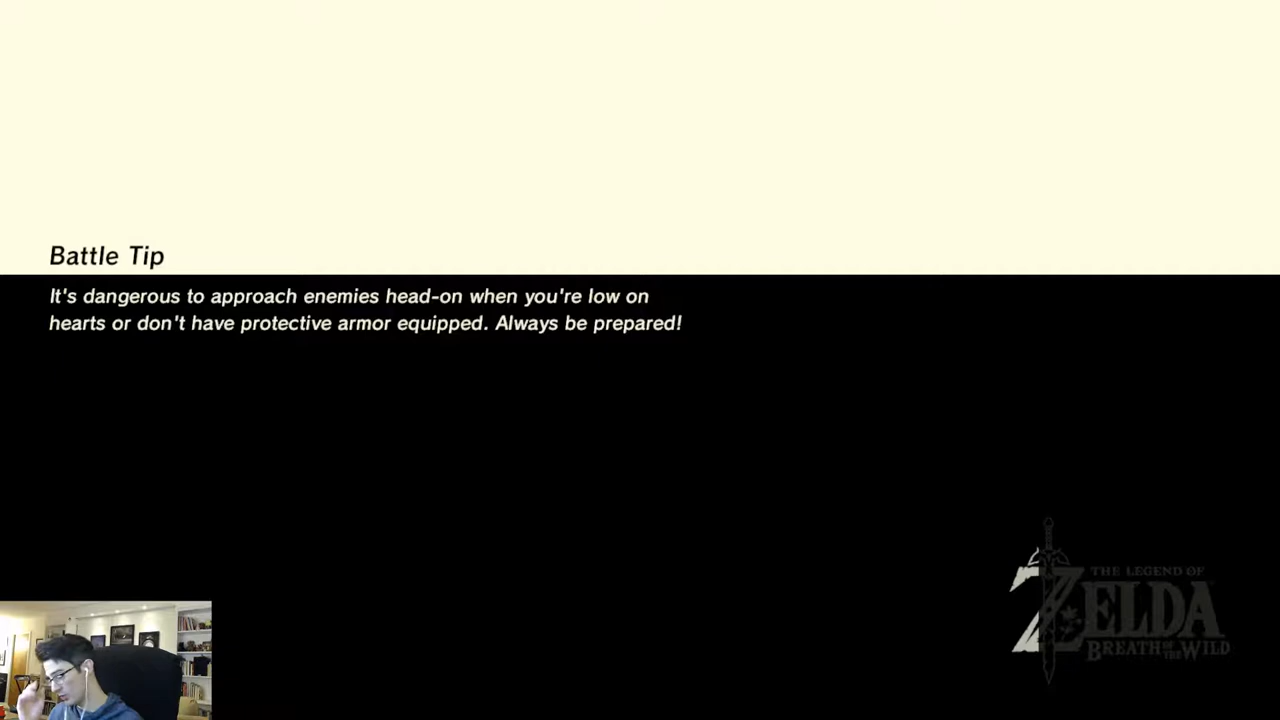 Battle Tip
It's dangerous to approach enemies head-on when you're low on
hearts or don't have protective armor equipped. Always be prepared!
THE LEGEND OF
ZELDA
BREATH OF THE WILD